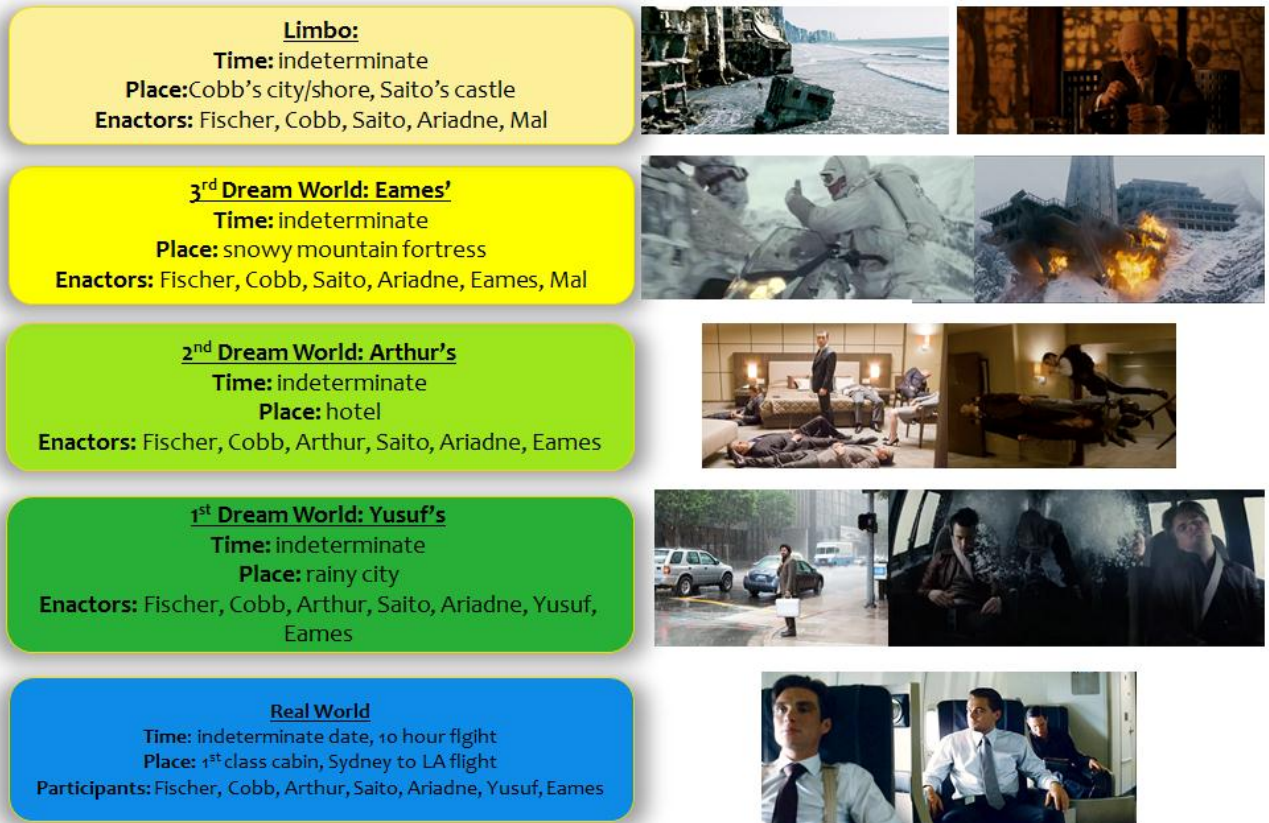 Limbo:
Time: indeterminate
Place:Cobb's city/shore, Saito's castle
Enactors: Fischer, Cobb, Saito, Ariadne, Mal
3rd Dream World: Eames'
Time: indeterminate
Place: snowy mountain fortress
Enactors: Fischer, Cobb, Saito, Ariadne, Eames, Mal
2nd Dream World: Arthur's
Time: indeterminate
Place: hotel
Enactors: Fischer, Cobb, Arthur, Saito, Ariadne, Eames
1st Dream World: Yusuf's
Time: indeterminate
Place: rainy city
Enactors: Fischer, Cobb, Arthur, Saito, Ariadne, Yusuf,
Eames
Real World
Time: indeterminate date, 10 hour flgiht
Place: 1st class cabin, Sydney to LA flight
Participants: Fischer, Cobb, Arthur, Saito, Ariadne, Yusuf, Eames